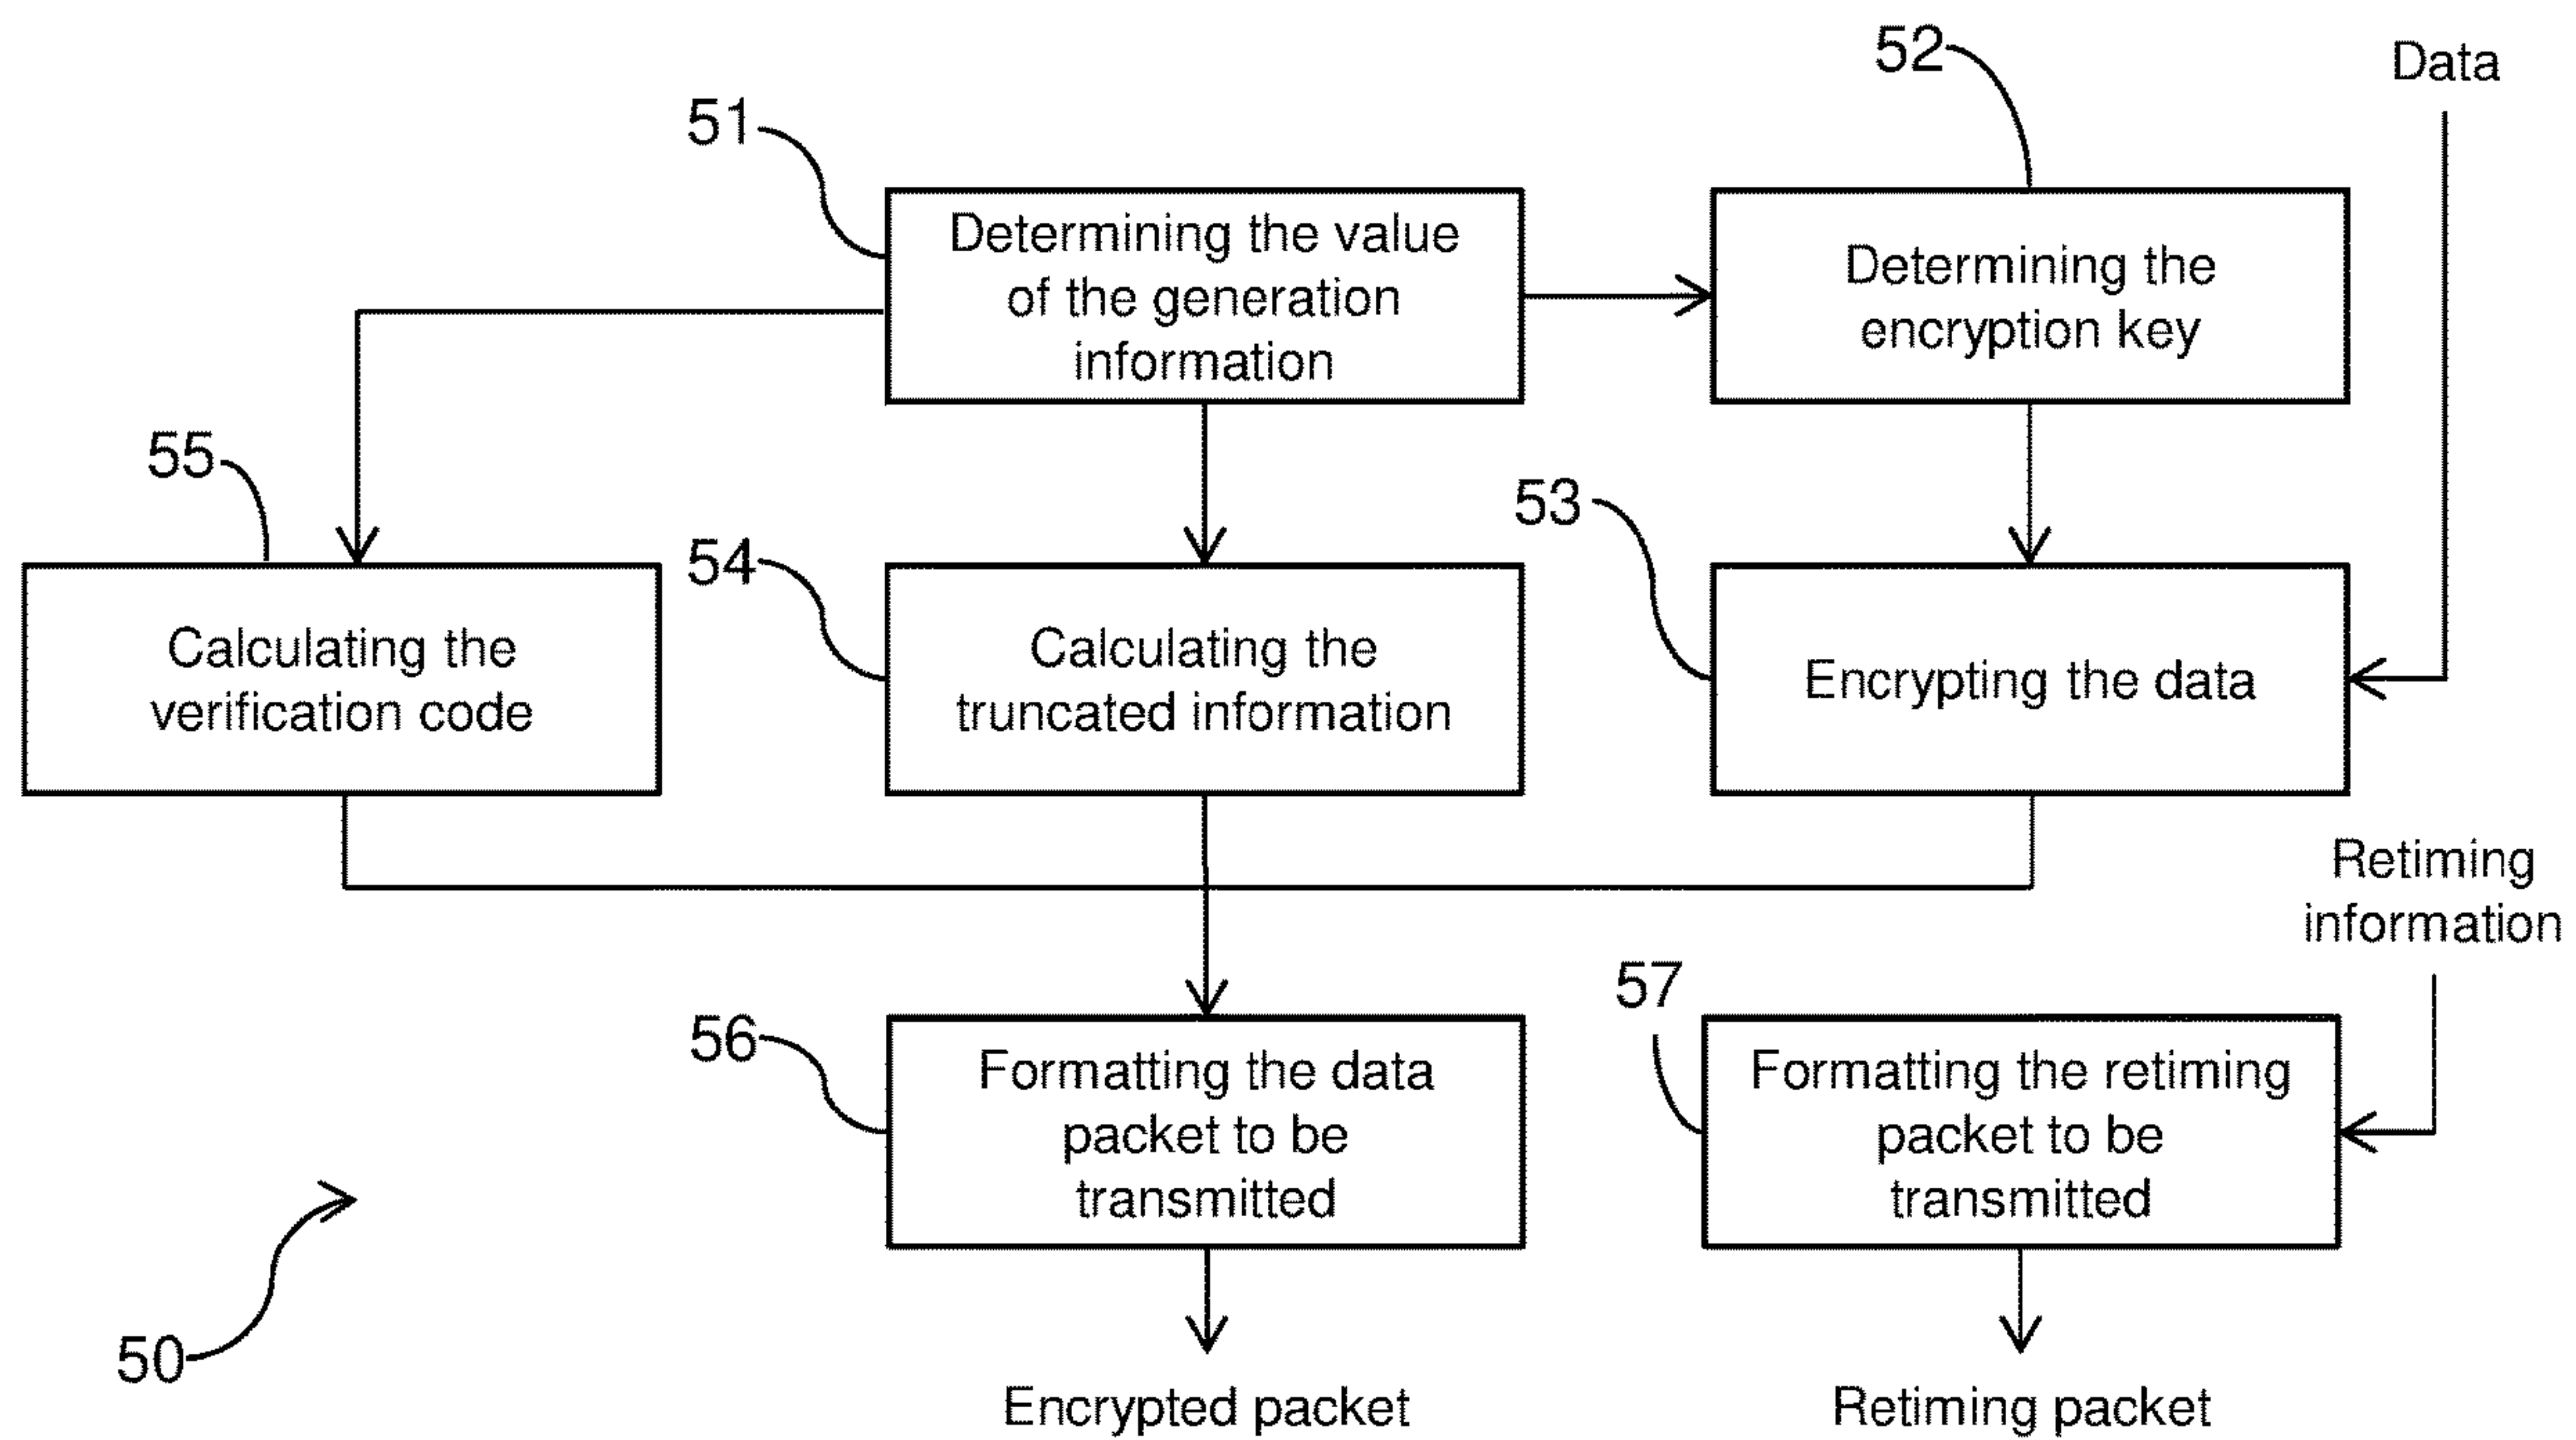 52
Data
51
Determining the value
of the generation
information
Determining the
encryption key
55
53
54
Calculating the
verification code
Calculating the
truncated information
Encrypting the data
Retiming
information
57
56
Formatting the data
packet to be
transmitted
Formatting the retiming
packet to be
transmitted
50
Encrypted packet
Retiming packet